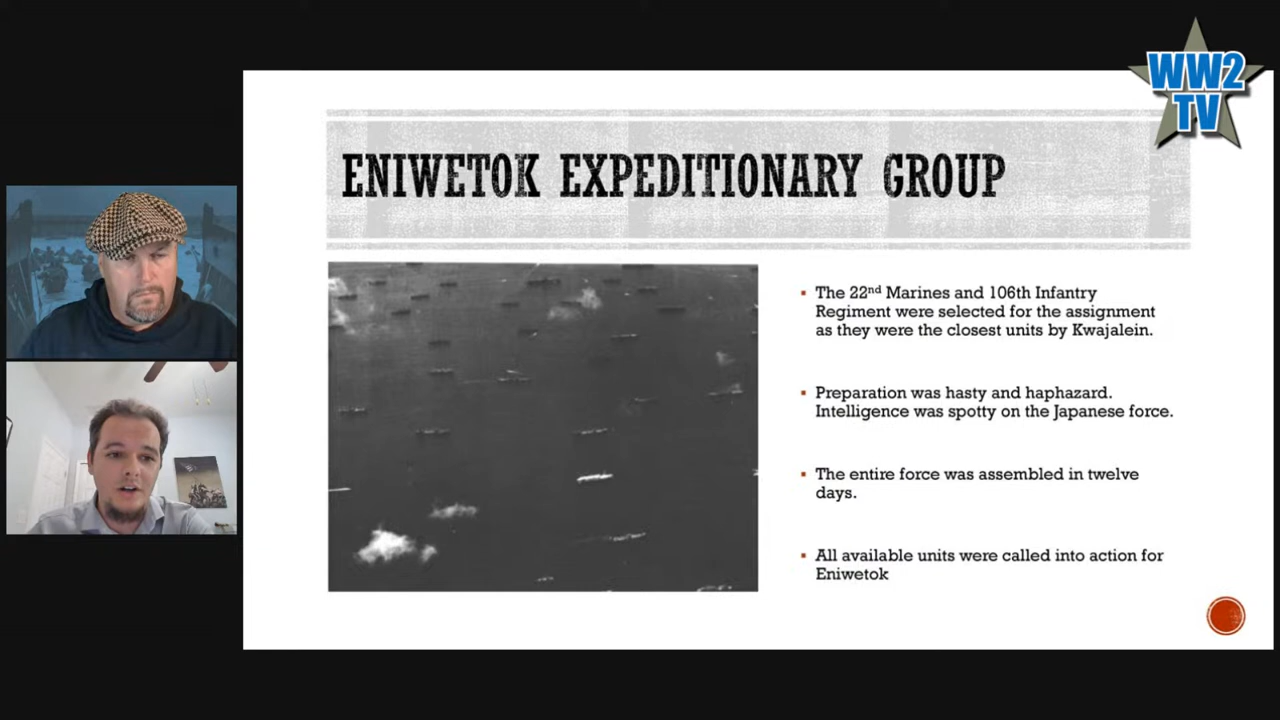 WW2
TV
ENIWETOK EXPEDITIONARY GROUP
The 22nd Marines and 106th Infantry
Regiment were selected for the assignment
as they were the closest units by Kwajalein.
Preparation was hasty and haphazard.
Intelligence was spotty on the Japanese force.
The entire force was assembled in twelve
days.
All available units were called into action for
Eniwetok